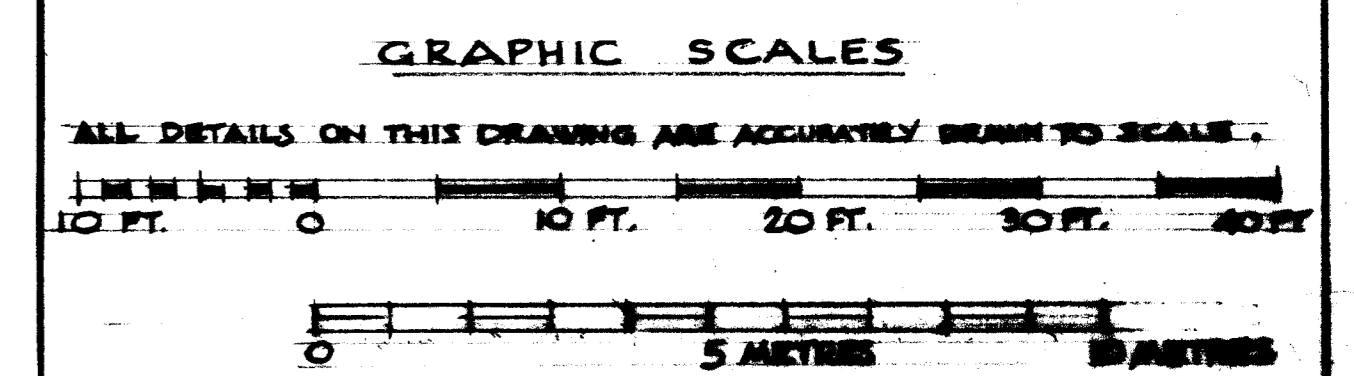 GRAPHIC SCALES
ALL DETAILS ON THIS DRAWING ARE ACCURATELY DRAWN TO SCALE.
10 FT. 0 10 FT. 20 FT. 30 FT. 40 FT
0 5 METRES 10 METRES